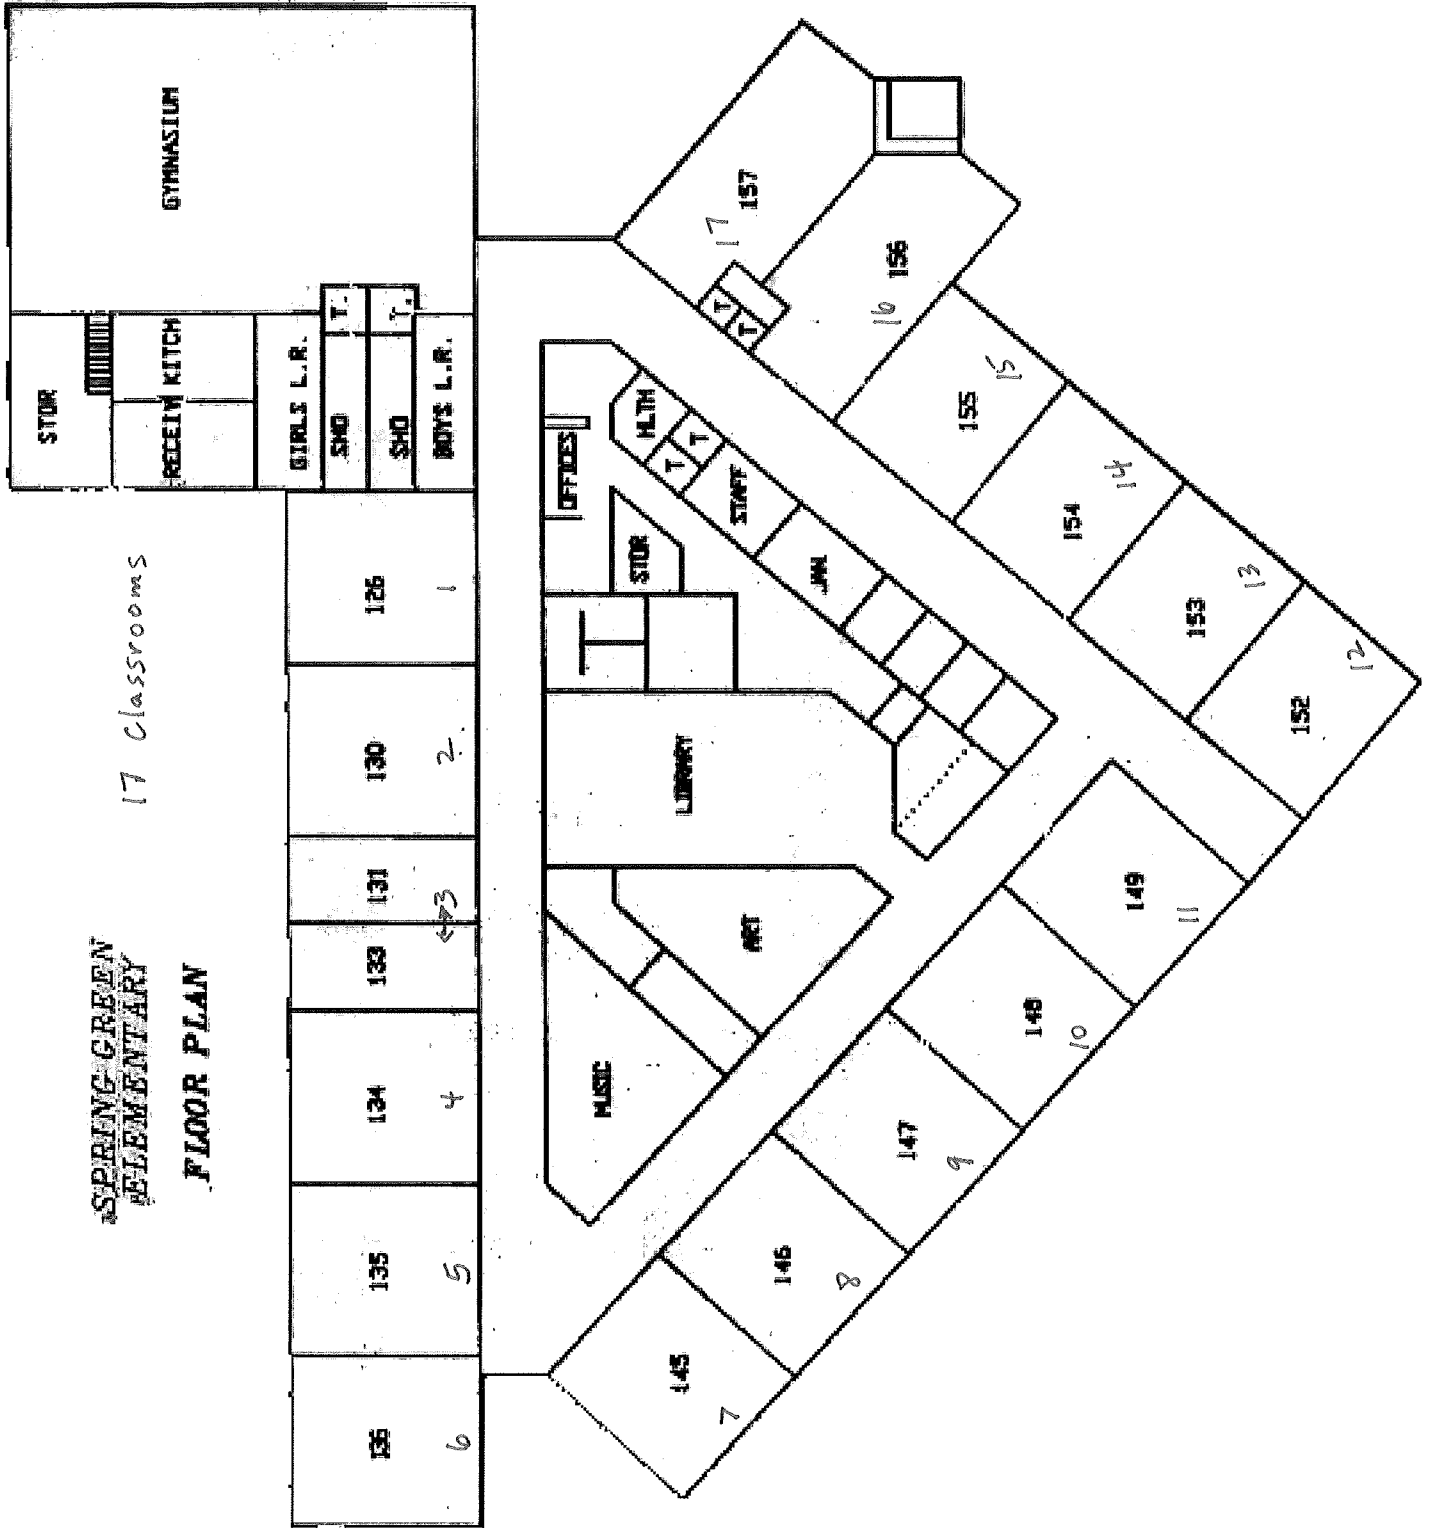 SPRING GREEN
ELEMENTARY
FLOOR PLAN
17 Classrooms
GYMNASIUM
STOR
RECEIV
KITCH
GIRLS L.R.
SHO
T.
SHO
T.
BOYS L.R.
126
1
130
2
131
3
133
134
4
135
5
136
6
OFFICES
HLTH
T
T
STAFF
STOR
JAN.
LIBRARY
ART
MUSIC
145
7
146
8
147
9
148
10
149
11
152
12
153
13
154
14
155
15
156
16
157
17
T
T